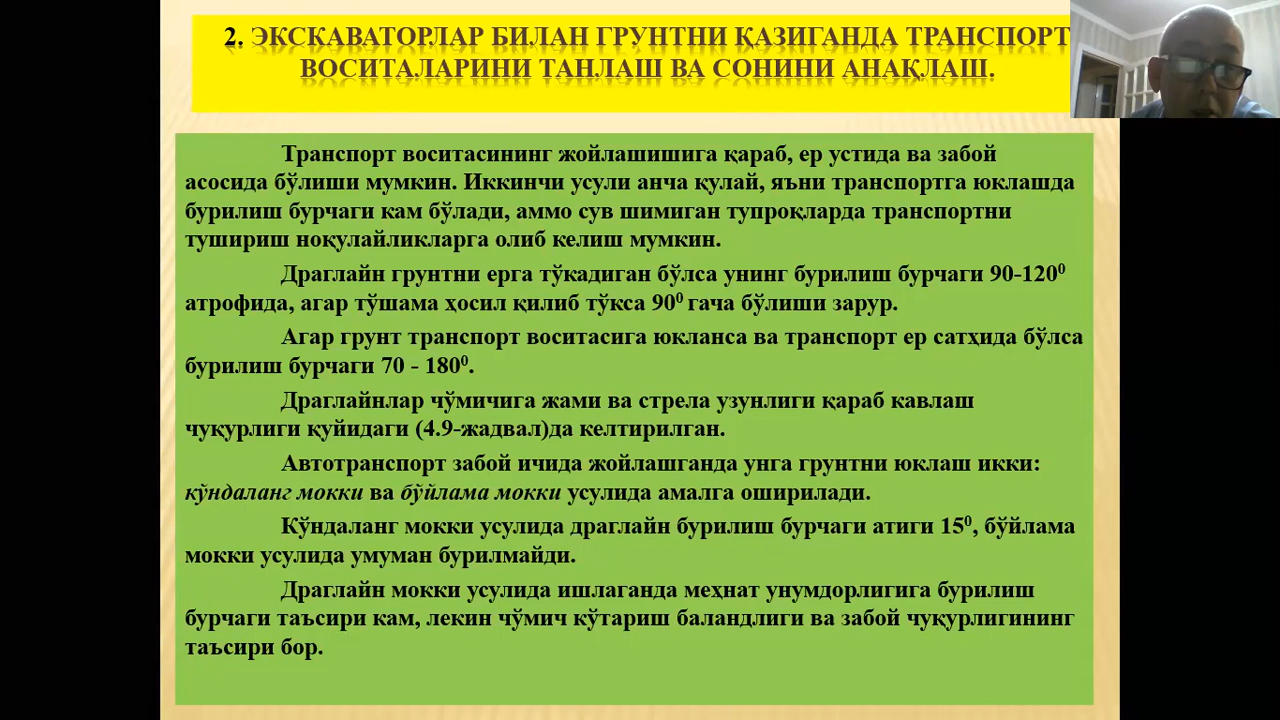 2. ЭКСКАВАТОРЛАР БИЛАН ГРУНТНИ ҚАЗИГАНДА ТРАНСПОРТ
ВОСИТАЛАРИНИ ТАНЛАШ ВА СОНИНИ АНАҚЛАШ.
Транспорт воситасининг жойлашишига қараб, ер устида ва забой
асосида бўлиши мумкин. Иккинчи усули анча қулай, яъни транспортга юклашда
бурилиш бурчаги кам бўлади, аммо сув шимиган тупроқларда транспортни
тушириш ноқулайликларга олиб келиш мумкин.
Драглайн грунтни ерга тўкадиган бўлса унинг бурилиш бурчаги 90-120⁰
атрофида, агар тўшама ҳосил қилиб тўкса 90⁰ гача бўлиши зарур.
Агар грунт транспорт воситасига юкланса ва транспорт ер сатҳида бўлса
бурилиш бурчаги 70 - 180⁰.
Драглайнлар чўмичига жами ва стрела узунлиги қараб кавлаш
чуқурлиги қуйидаги (4.9-жадвал)да келтирилган.
Автотранспорт забой ичида жойлашганда унга грунтни юклаш икки:
кўндаланг мокки ва бўйлама мокки усулида амалга оширилади.
Кўндаланг мокки усулида драглайн бурилиш бурчаги атиги 15⁰, бўйлама
мокки усулида умуман бурилмайди.
Драглайн мокки усулида ишлаганда меҳнат унумдорлигига бурилиш
бурчаги таъсири кам, лекин чўмич кўтариш баландлиги ва забой чуқурлигининг
таъсири бор.